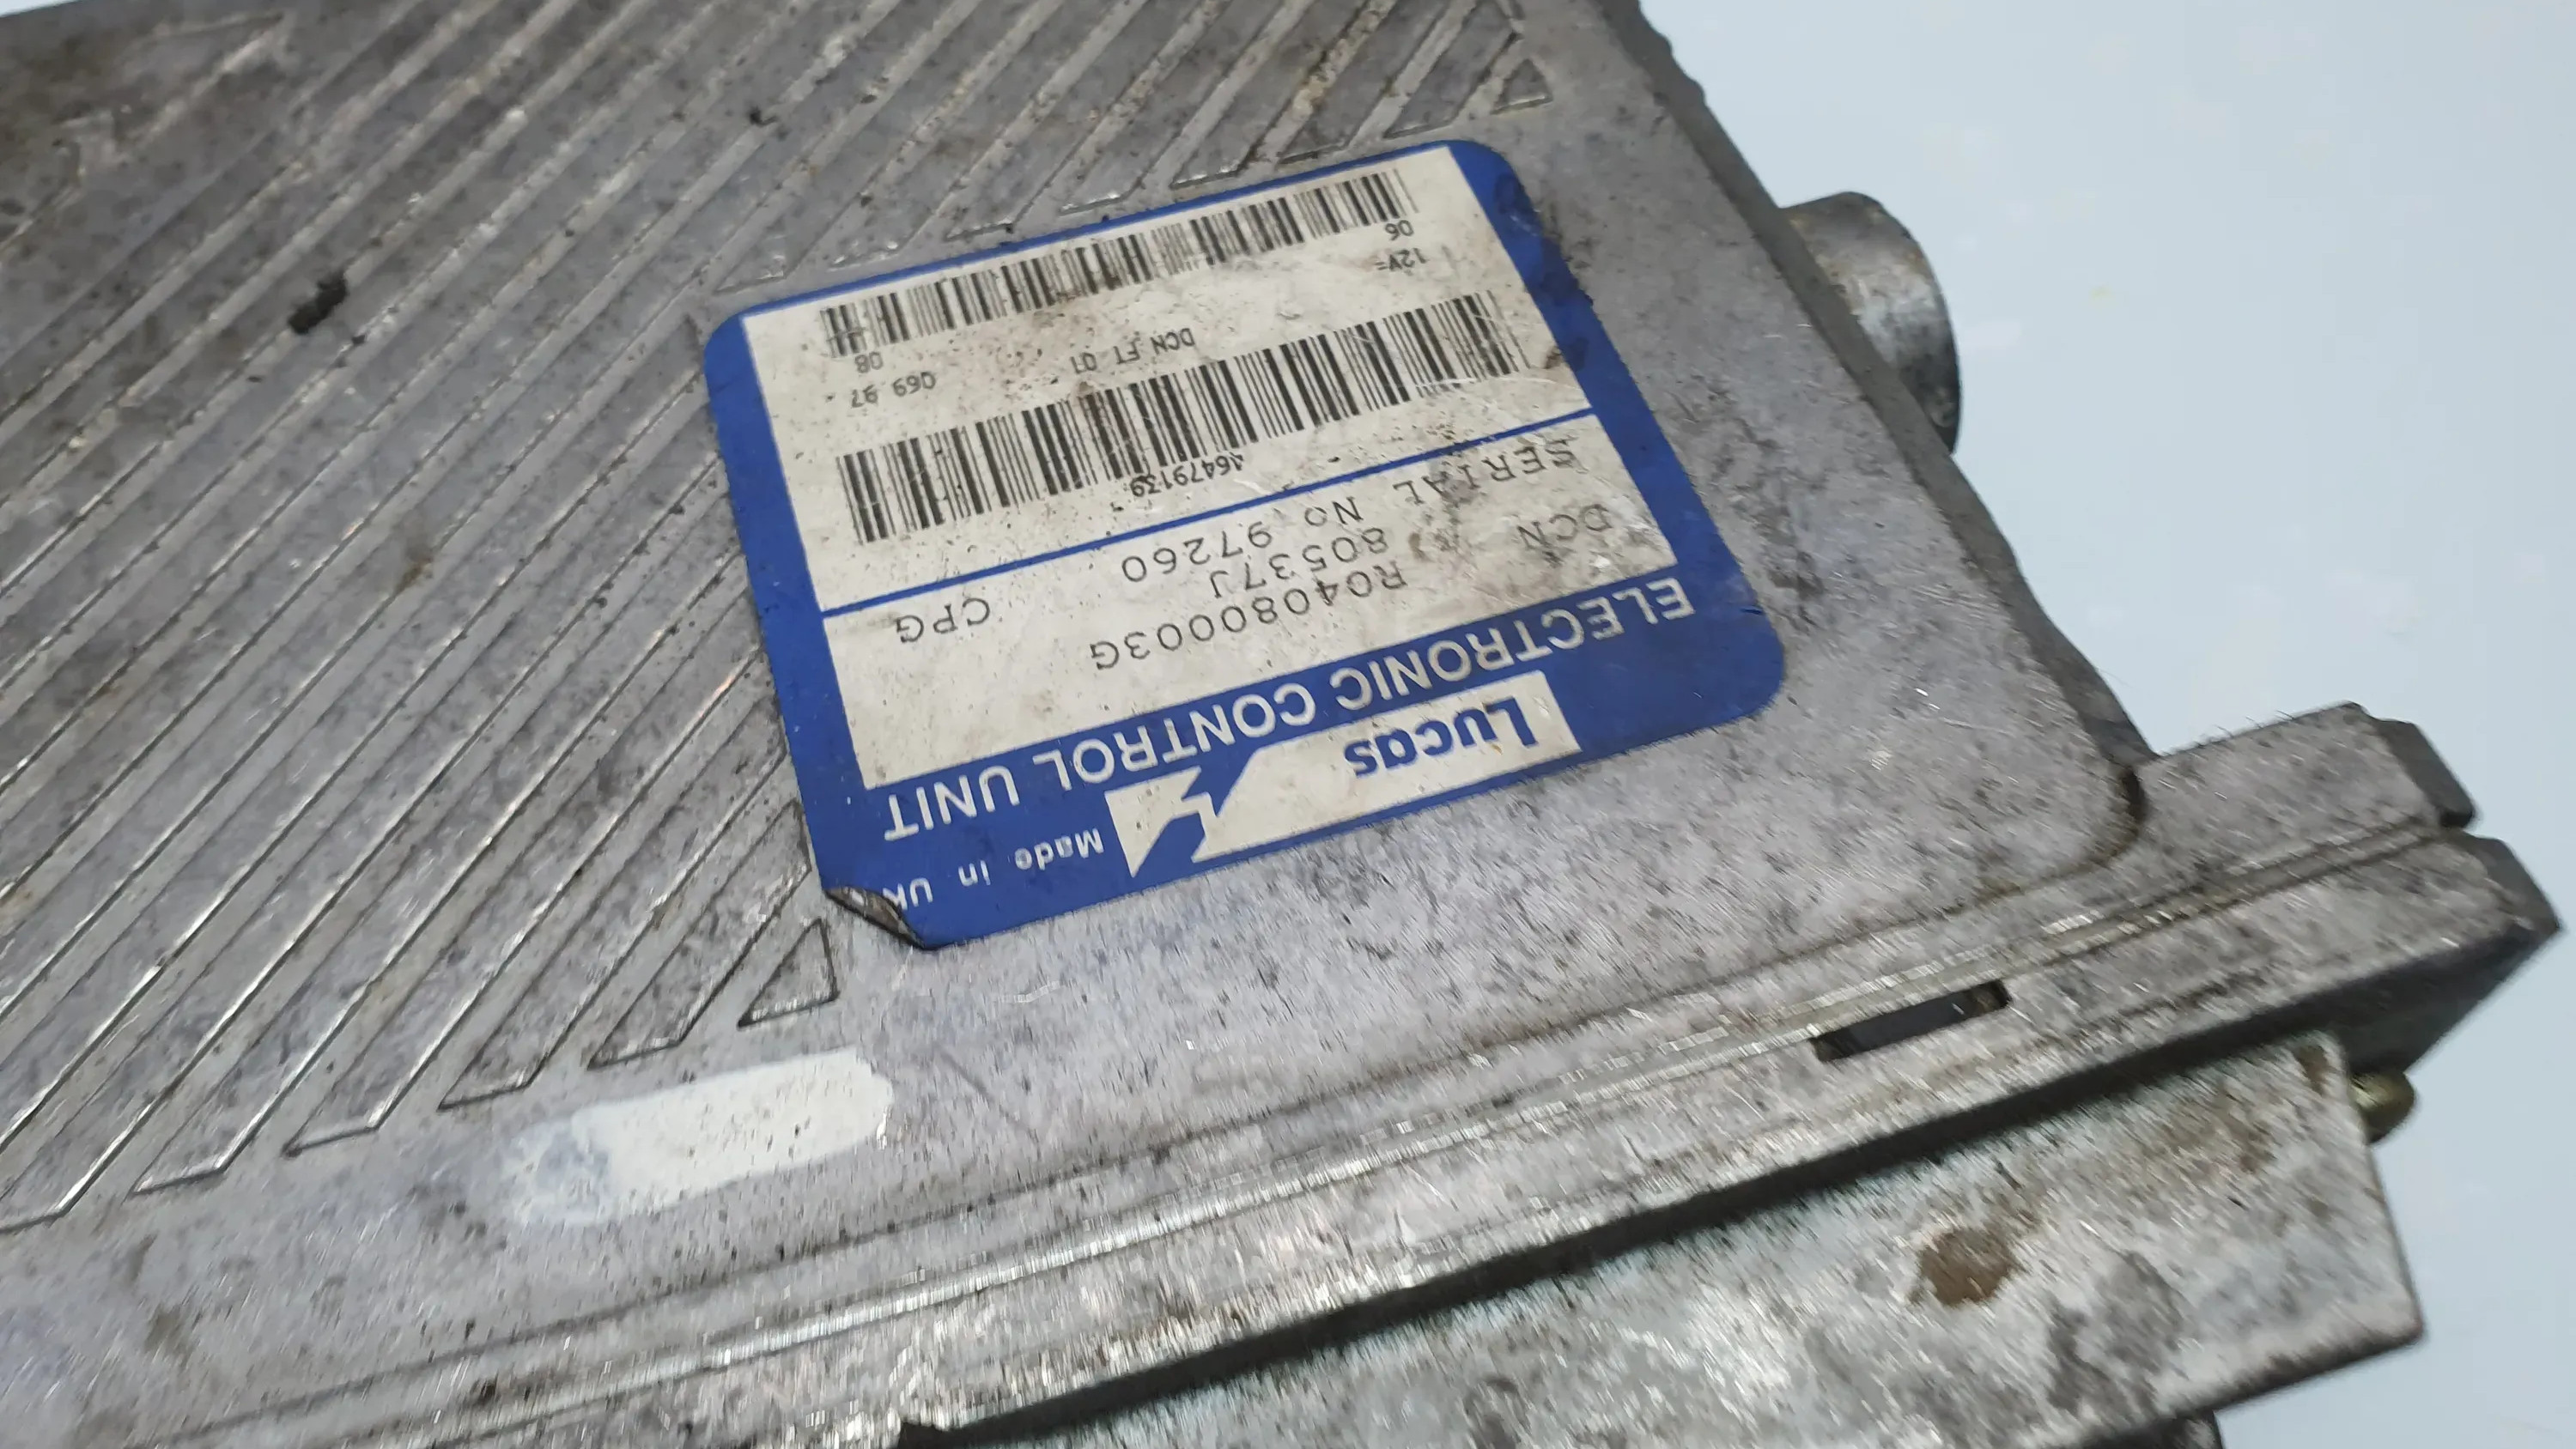 Lucas Made in UK
ELECTRONIC CONTROL UNIT
R04080003G
DCN 80537J CPG
SERIAL No 97260
46479139
DCN FT 01 069 97
12V=
06 08